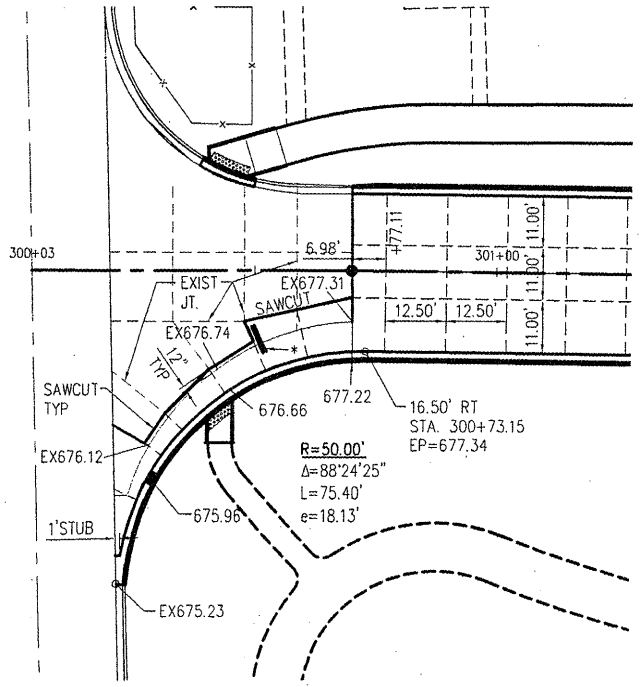 300+03
6.98'
+77.11
301+00
11.00'
11.00'
11.00'
EXIST
JT.
EX677.31
SAWCUT
EX676.74
12.50'
12.50'
12"
TYP
*
SAWCUT
TYP
676.66
677.22
16.50' RT
STA. 300+73.15
EP=677.34
EX676.12
R=50.00'
Δ=88°24'25"
L=75.40'
e=18.13'
675.96
1'STUB
EX675.23
x
x
x